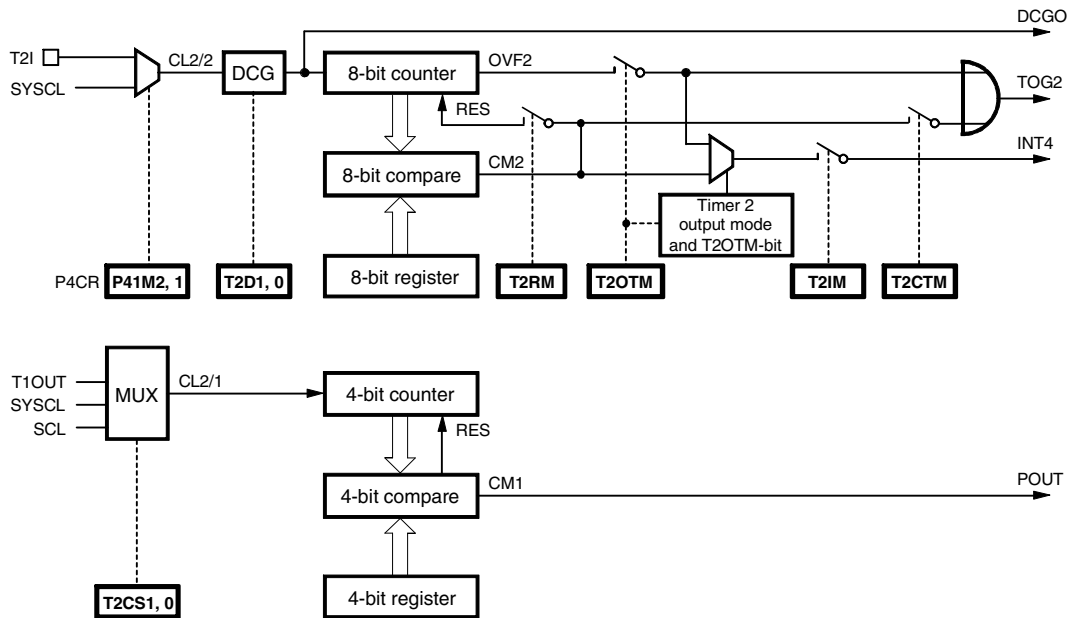 DCGO
T2I
CL2/2
DCG
8-bit counter
OVF2
TOG2
SYSCL
RES
INT4
8-bit compare
CM2
Timer 2
output mode
and T2OTM-bit
P4CR
P41M2, 1
T2D1, 0
8-bit register
T2RM
T2OTM
T2IM
T2CTM
T1OUT
SYSCL
SCL
MUX
CL2/1
4-bit counter
RES
4-bit compare
CM1
POUT
T2CS1, 0
4-bit register